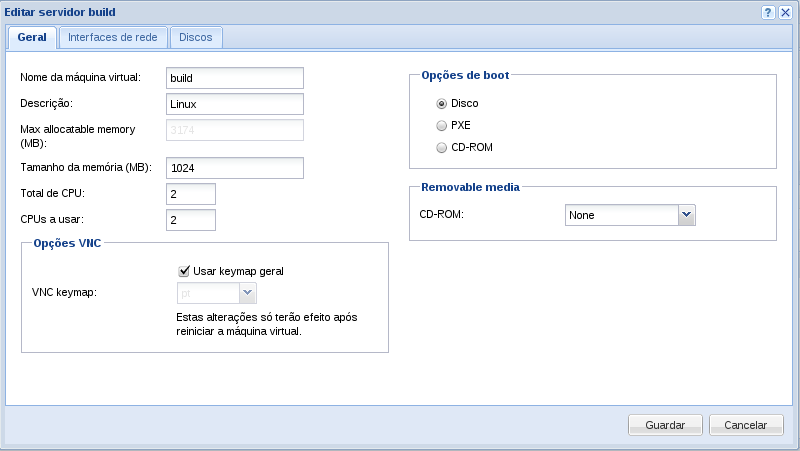 Editar servidor build
Geral
Interfaces de rede
Discos
Nome da máquina virtual:
build
Descrição:
Linux
Max allocatable memory
(MB):
3174
Tamanho da memória (MB):
1024
Total de CPU:
2
CPUs a usar:
2
Opções VNC
Usar keymap geral
VNC keymap:
pt
Estas alterações só terão efeito após
reiniciar a máquina virtual.
Opções de boot
Disco
PXE
CD-ROM
Removable media
CD-ROM:
None
Guardar
Cancelar